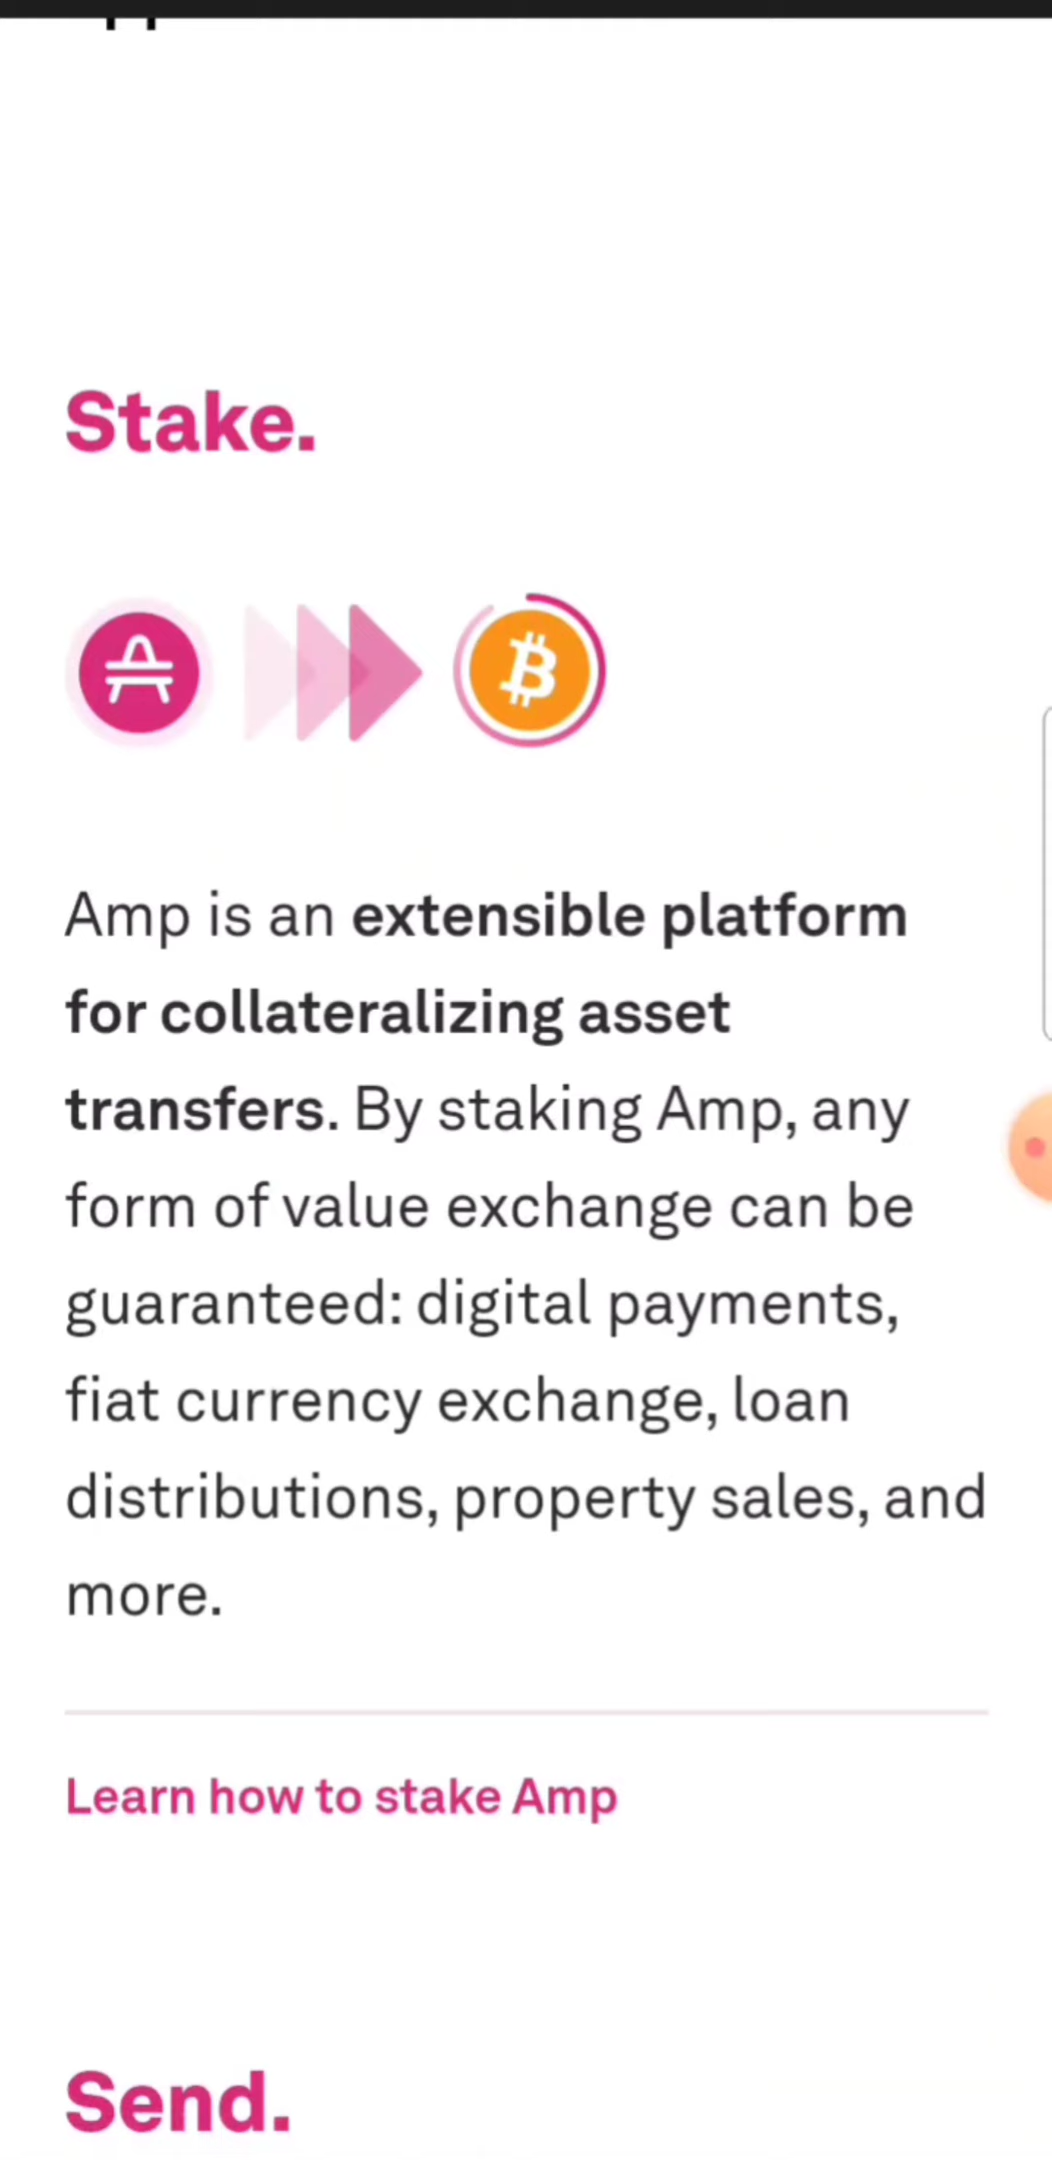 Stake.
Amp is an extensible platform
for collateralizing asset
transfers. By staking Amp, any
form of value exchange can be
guaranteed: digital payments,
fiat currency exchange, loan
distributions, property sales, and
more.
Learn how to stake Amp
Send.